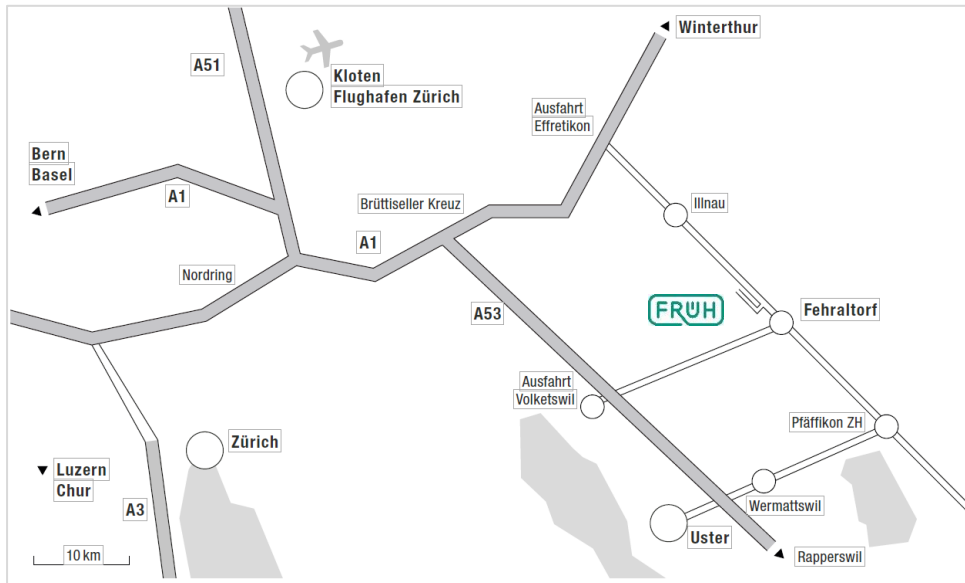 Winterthur
A51
Kloten
Flughafen Zürich
Ausfahrt
Effretikon
Bern
Basel
A1
Illnau
Brüttiseller Kreuz
A1
Nordring
FRÜH
A53
Fehraltorf
Ausfahrt
Volketswil
Pfäffikon ZH
Zürich
Luzern
Chur
A3
Wermattswil
Uster
10 km
Rapperswil